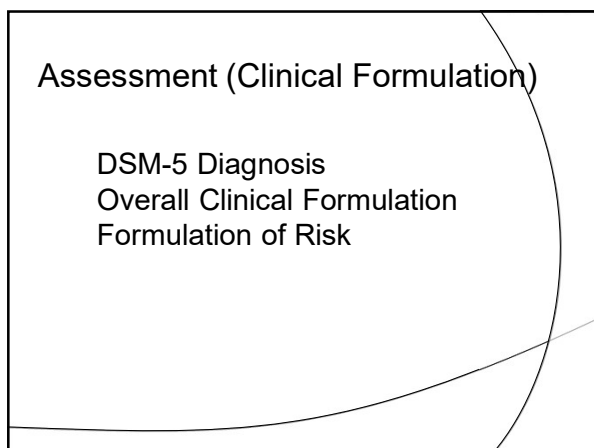 Assessment (Clinical Formulation)
DSM-5 Diagnosis
Overall Clinical Formulation
Formulation of Risk